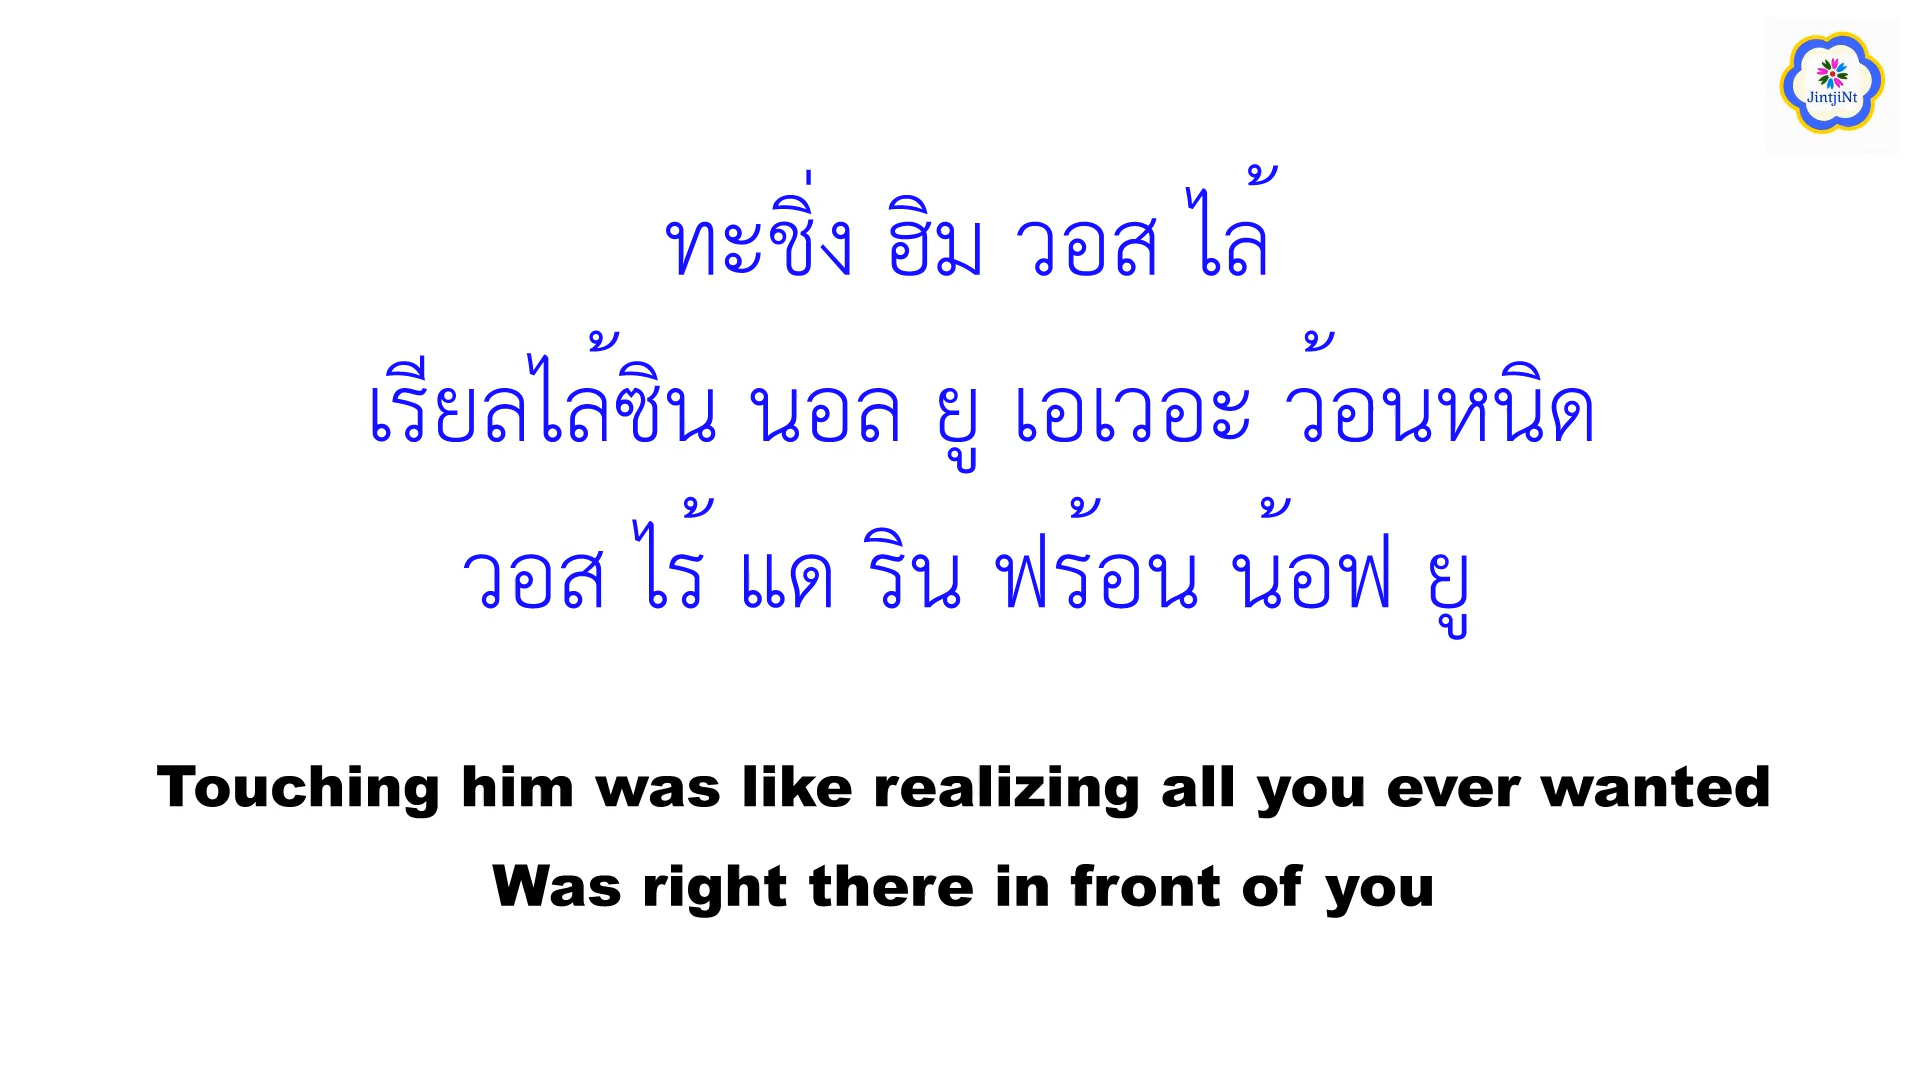 JintjiNt
ทะชิ่ง ฮิม วอส ไล้
เรียลไล้ซิน นอล ยู เอเวอะ ว้อนหนิด
วอส ไร้ แด ริน ฟร้อน น้อฟ ยู
Touching him was like realizing all you ever wanted
Was right there in front of you